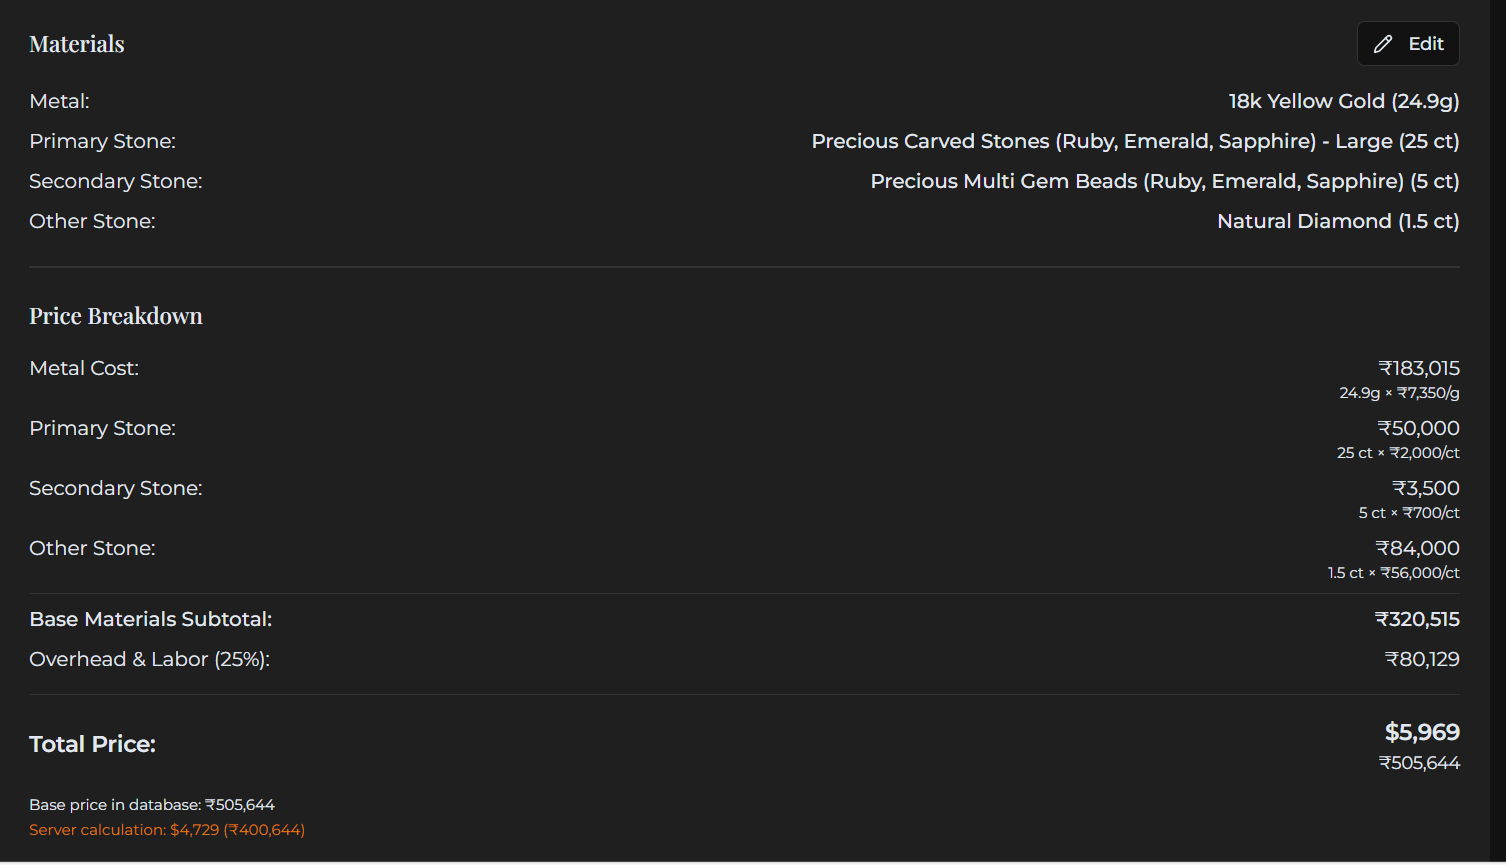 Materials
Edit
Metal:
18k Yellow Gold (24.9g)
Primary Stone:
Precious Carved Stones (Ruby, Emerald, Sapphire) - Large (25 ct)
Secondary Stone:
Precious Multi Gem Beads (Ruby, Emerald, Sapphire) (5 ct)
Other Stone:
Natural Diamond (1.5 ct)
Price Breakdown
Metal Cost:
₹183,015
24.9g × ₹7,350/g
Primary Stone:
₹50,000
25 ct × ₹2,000/ct
Secondary Stone:
₹3,500
5 ct × ₹700/ct
Other Stone:
₹84,000
1.5 ct × ₹56,000/ct
Base Materials Subtotal:
₹320,515
Overhead & Labor (25%):
₹80,129
Total Price:
$5,969
₹505,644
Base price in database: ₹505,644
Server calculation: $4,729 (₹400,644)